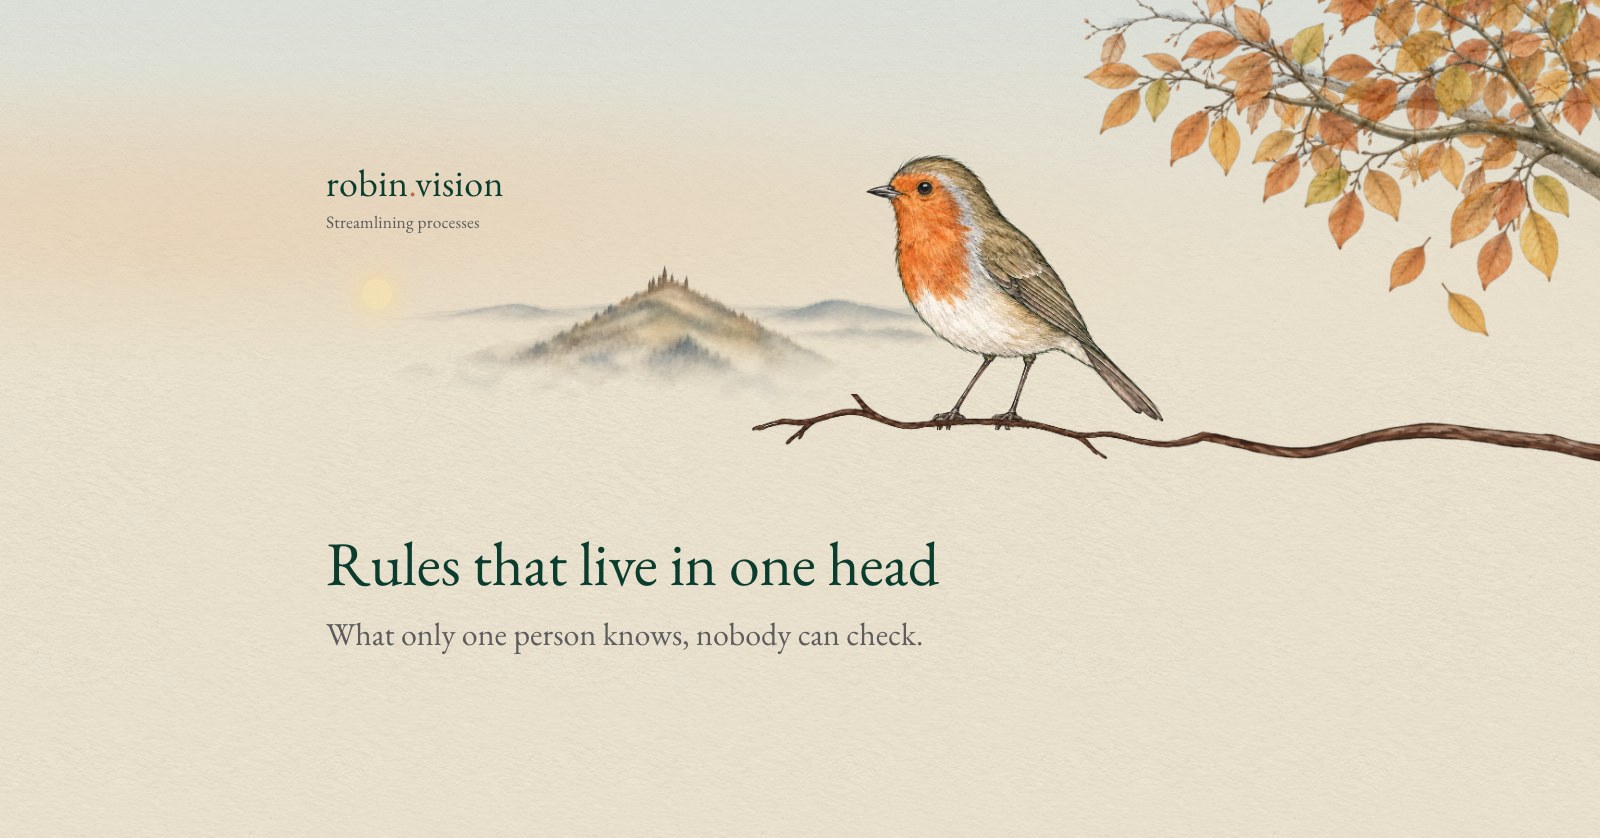 robin.vision
Streamlining processes
Rules that live in one head
What only one person knows, nobody can check.